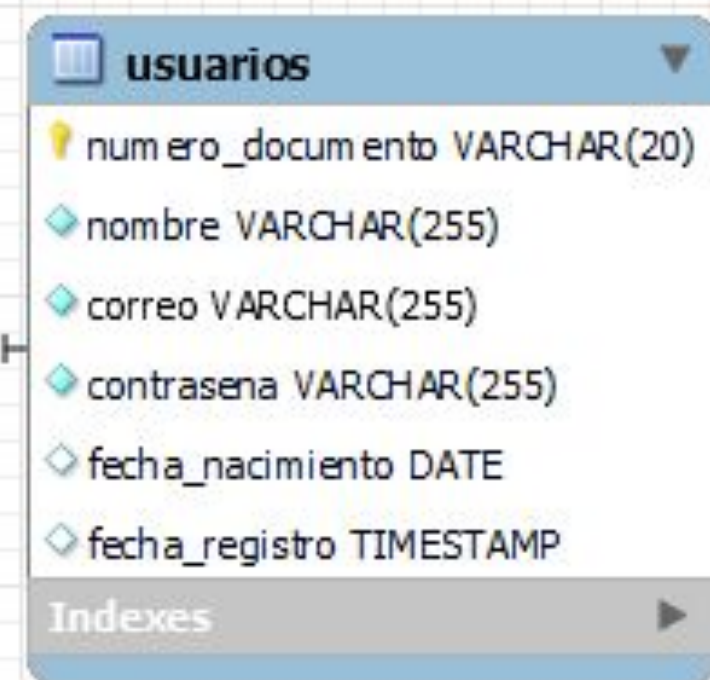 usuarios
numero_documento VARCHAR(20)
nombre VARCHAR(255)
correo VARCHAR(255)
contrasena VARCHAR(255)
fecha_nacimiento DATE
fecha_registro TIMESTAMP
Indexes